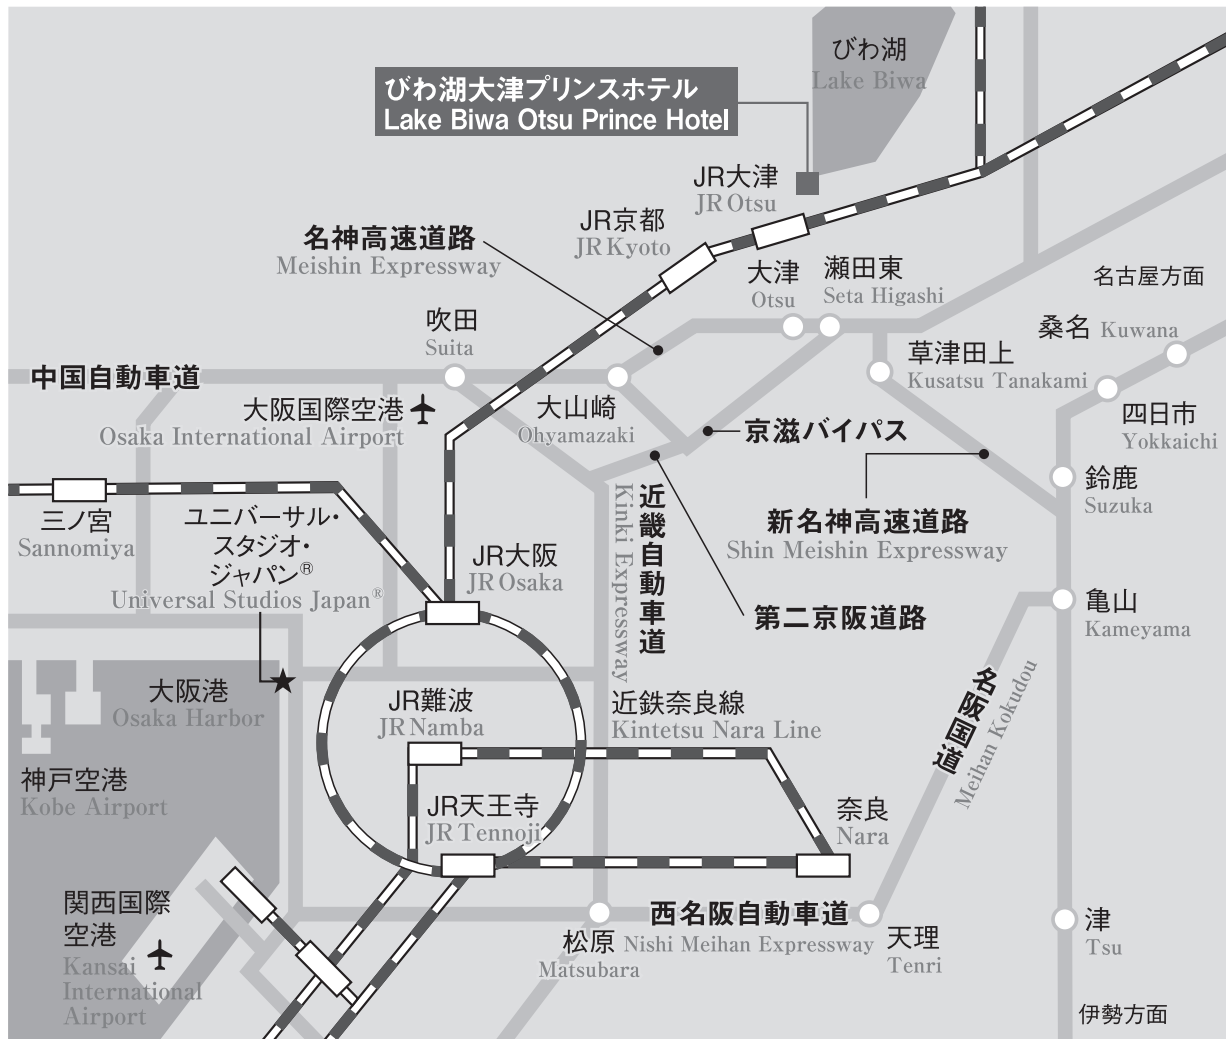 びわ湖
Lake Biwa
びわ湖大津プリンスホテル
Lake Biwa Otsu Prince Hotel
JR大津
JR Otsu
JR京都
JR Kyoto
名神高速道路
Meishin Expressway
大津
Otsu
瀬田東
Seta Higashi
名古屋方面
桑名 Kuwana
吹田
Suita
草津田上
Kusatsu Tanakami
中国自動車道
大阪国際空港
Osaka International Airport
大山崎
Ohyamazaki
四日市
Yokkaichi
京滋バイパス
鈴鹿
Suzuka
近畿自動車道
Kinki Expressway
新名神高速道路
Shin Meishin Expressway
三ノ宮
Sannomiya
ユニバーサル・
スタジオ・
ジャパン®
Universal Studios Japan®
JR大阪
JR Osaka
第二京阪道路
亀山
Kameyama
大阪港
Osaka Harbor
JR難波
JR Namba
近鉄奈良線
Kintetsu Nara Line
名阪国道
Meihan Kokudou
神戸空港
Kobe Airport
JR天王寺
JR Tennoji
奈良
Nara
関西国際
空港
Kansai
International
Airport
松原
Matsubara
西名阪自動車道
Nishi Meihan Expressway
天理
Tenri
津
Tsu
伊勢方面